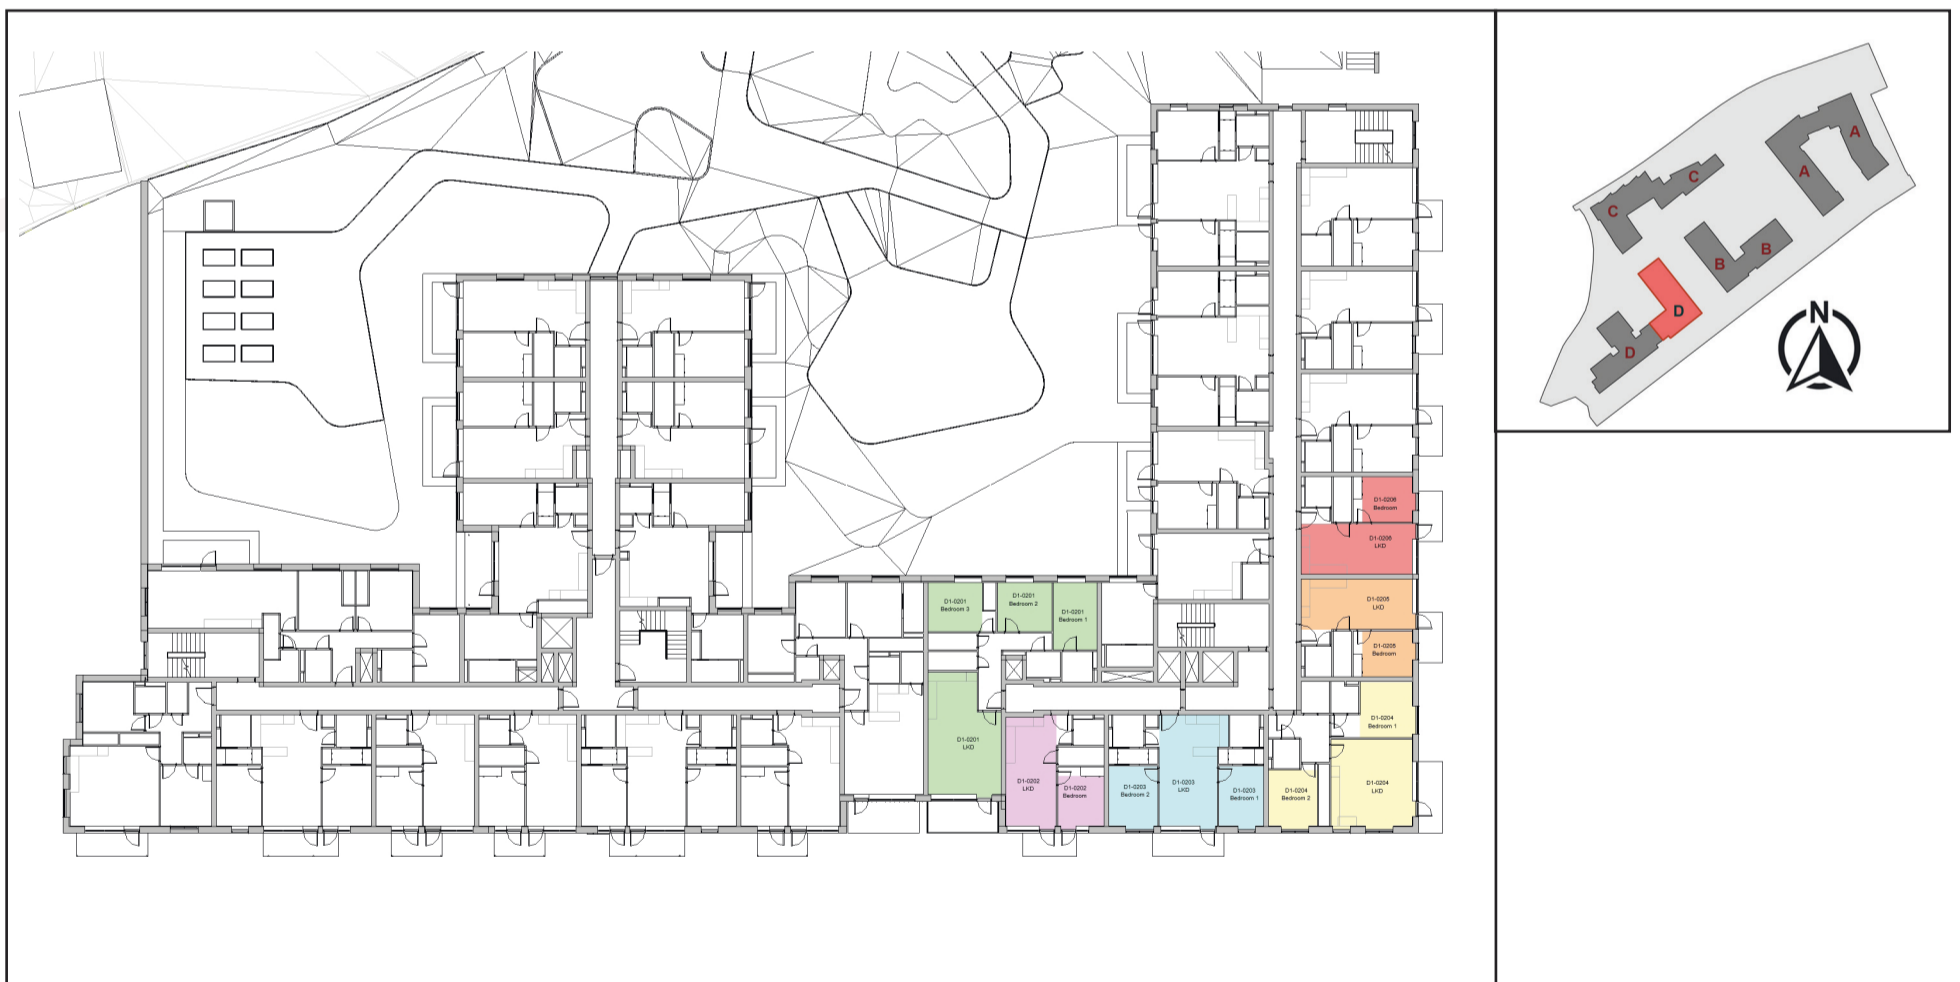 A
A
C
C
B
B
D
D
N
D1-0206
Bedroom
D1-0206
LKD
D1-0205
LKD
D1-0205
Bedroom
D1-0201
Bedroom 3
D1-0201
Bedroom 2
D1-0201
Bedroom 1
D1-0204
Bedroom 1
D1-0201
LKD
D1-0202
LKD
D1-0202
Bedroom
D1-0203
Bedroom 2
D1-0203
LKD
D1-0203
Bedroom 1
D1-0204
Bedroom 2
D1-0204
LKD